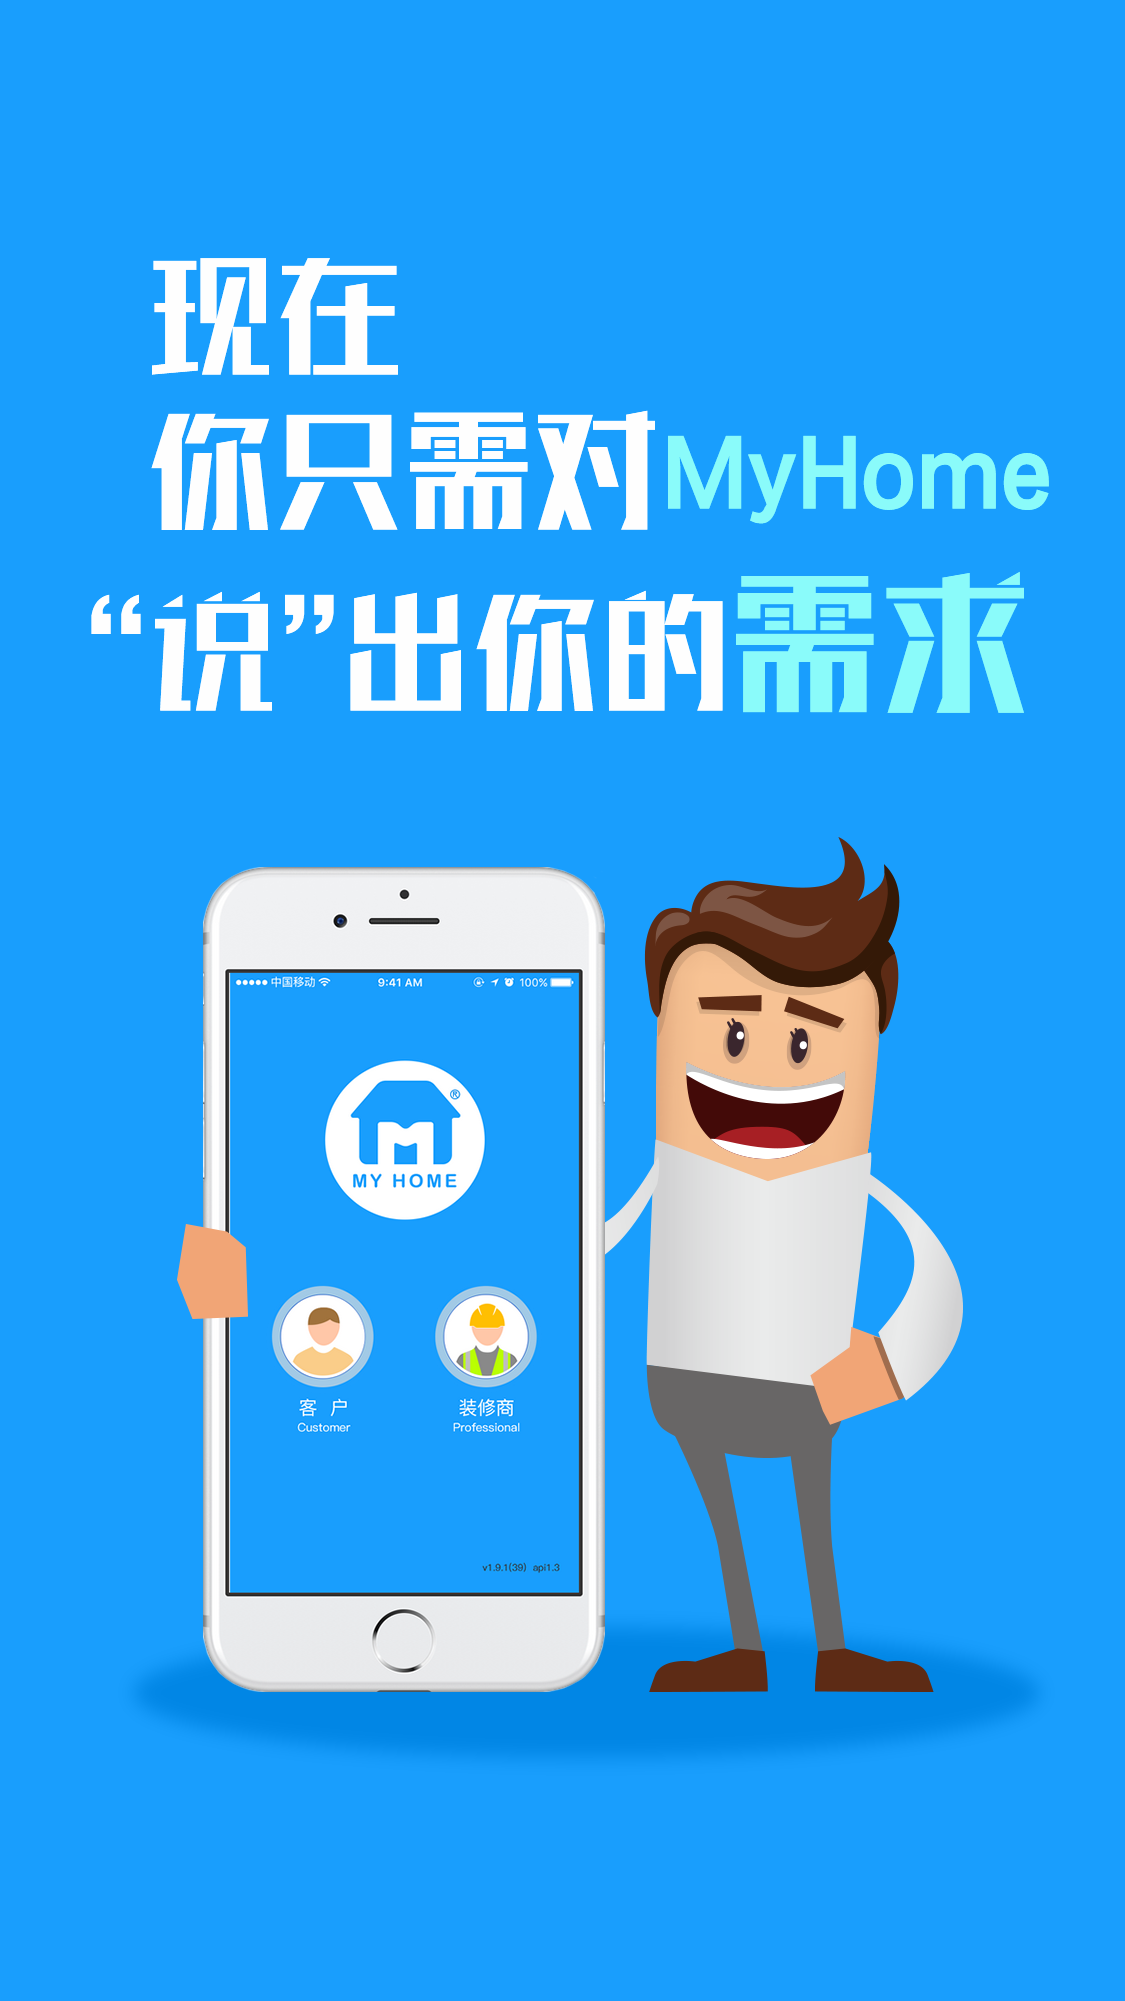 现在
你只需对MyHome
“说”出你的需求
中国移动 9:41 AM 100%
®
MY HOME
客 户 装修商
Customer Professional
v1.9.1(39) api1.3